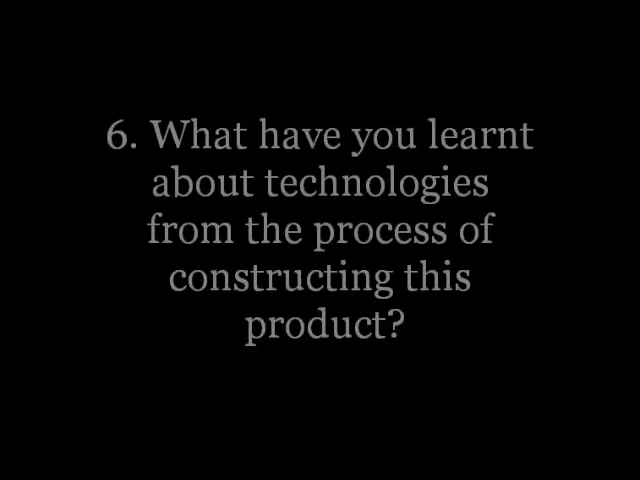 6. What have you learnt
about technologies
from the process of
constructing this
product?